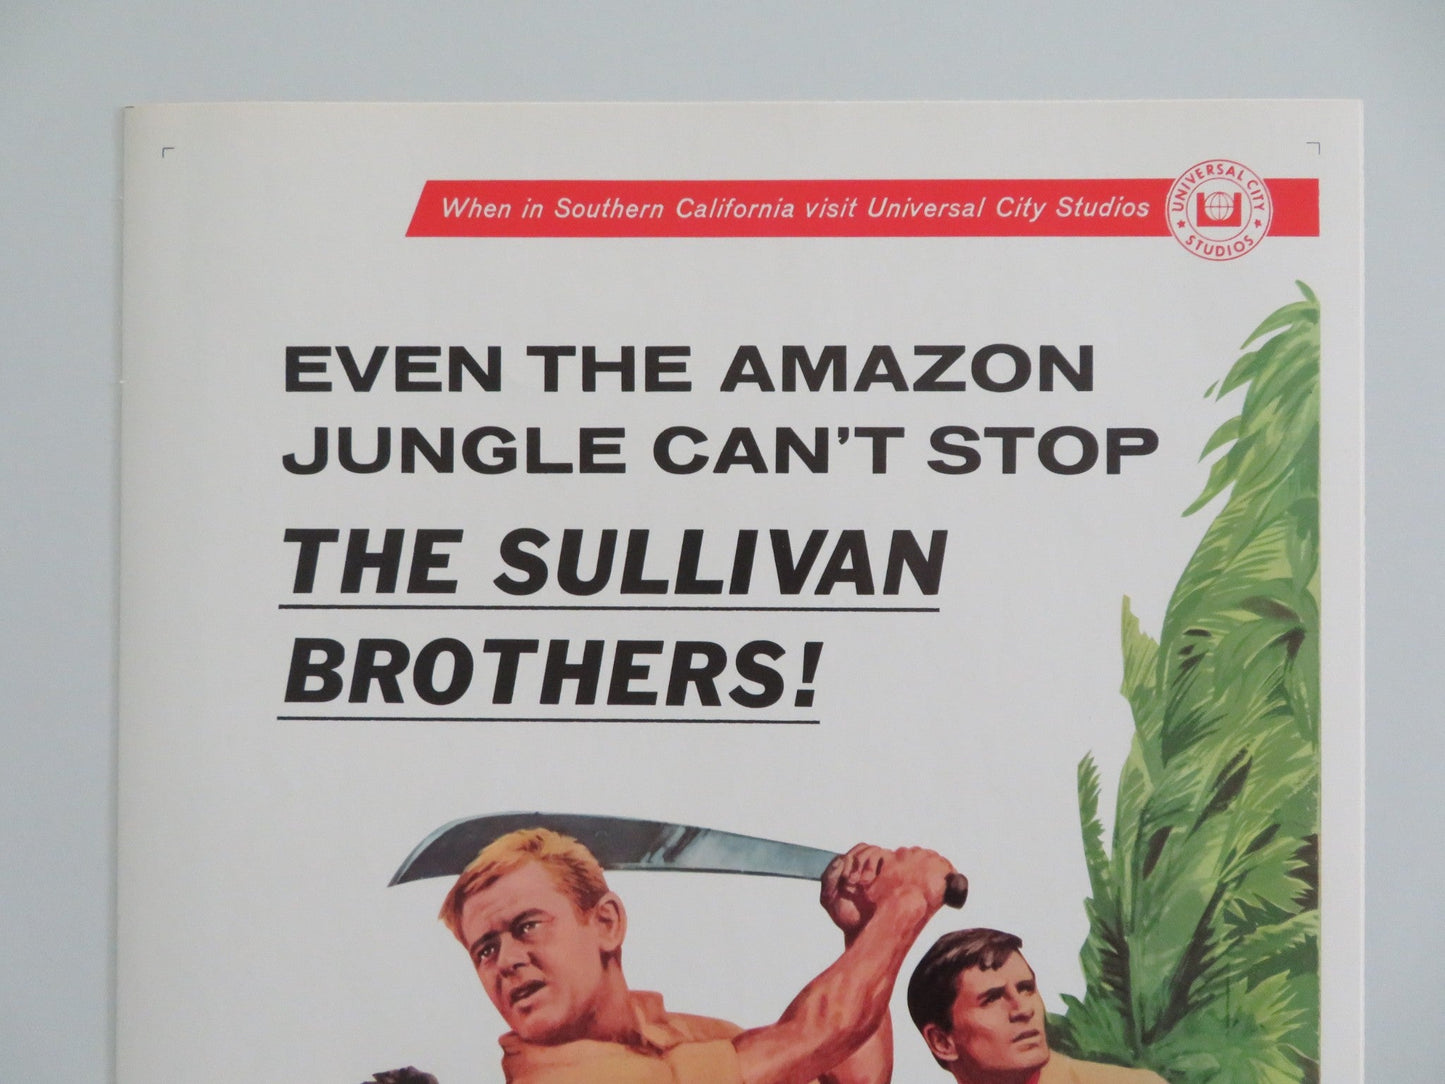 When in Southern California visit Universal City Studios
UNIVERSAL CITY
STUDIOS
EVEN THE AMAZON
JUNGLE CAN'T STOP
THE SULLIVAN
BROTHERS!